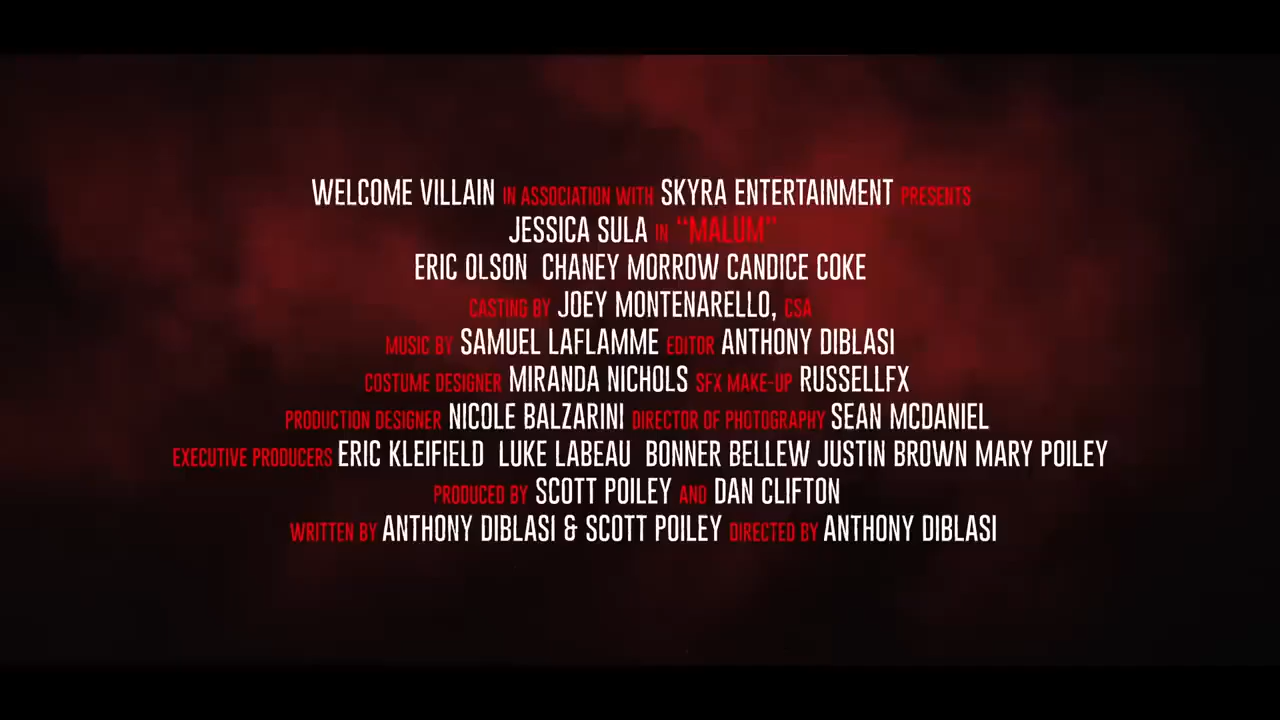 WELCOME VILLAIN IN ASSOCIATION WITH SKYRA ENTERTAINMENT PRESENTS
JESSICA SULA IN “MALUM”
ERIC OLSON CHANEY MORROW CANDICE COKE
CASTING BY JOEY MONTENARELLO, CSA
MUSIC BY SAMUEL LAFLAMME EDITOR ANTHONY DIBLASI
COSTUME DESIGNER MIRANDA NICHOLS SFX MAKE-UP RUSSELLFX
PRODUCTION DESIGNER NICOLE BALZARINI DIRECTOR OF PHOTOGRAPHY SEAN MCDANIEL
EXECUTIVE PRODUCERS ERIC KLEIFIELD LUKE LABEAU BONNER BELLEW JUSTIN BROWN MARY POILEY
PRODUCED BY SCOTT POILEY AND DAN CLIFTON
WRITTEN BY ANTHONY DIBLASI & SCOTT POILEY DIRECTED BY ANTHONY DIBLASI